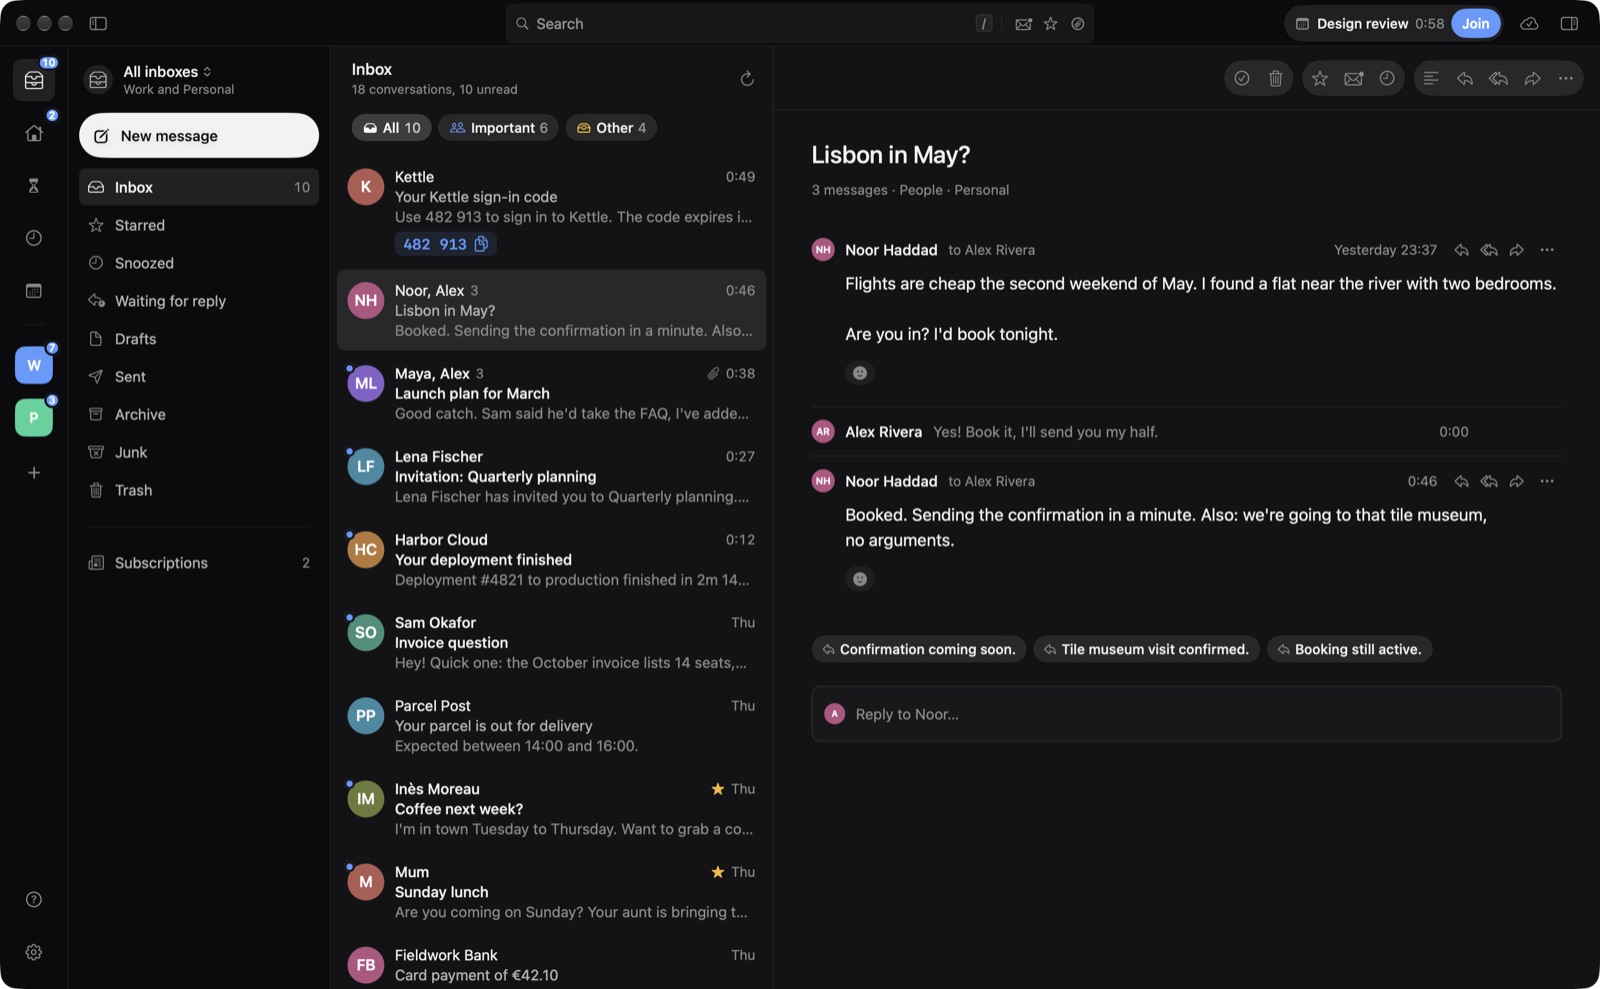 Search
/
Design review 0:58 Join
10
2
W 7
P 3
All inboxes
Work and Personal
New message
Inbox 10
Starred
Snoozed
Waiting for reply
Drafts
Sent
Archive
Junk
Trash
Subscriptions 2
Inbox
18 conversations, 10 unread
All 10 Important 6 Other 4
K
Kettle 0:49
Your Kettle sign-in code
Use 482 913 to sign in to Kettle. The code expires i...
482 913
NH
Noor, Alex 3 0:46
Lisbon in May?
Booked. Sending the confirmation in a minute. Also...
ML
Maya, Alex 3 0:38
Launch plan for March
Good catch. Sam said he'd take the FAQ, I've adde...
LF
Lena Fischer 0:27
Invitation: Quarterly planning
Lena Fischer has invited you to Quarterly planning....
HC
Harbor Cloud 0:12
Your deployment finished
Deployment #4821 to production finished in 2m 14...
SO
Sam Okafor Thu
Invoice question
Hey! Quick one: the October invoice lists 14 seats,...
PP
Parcel Post Thu
Your parcel is out for delivery
Expected between 14:00 and 16:00.
IM
Inès Moreau Thu
Coffee next week?
I'm in town Tuesday to Thursday. Want to grab a co...
M
Mum Thu
Sunday lunch
Are you coming on Sunday? Your aunt is bringing t...
FB
Fieldwork Bank Thu
Card payment of €42.10
Lisbon in May?
3 messages · People · Personal
NH Noor Haddad to Alex Rivera Yesterday 23:37
Flights are cheap the second weekend of May. I found a flat near the river with two bedrooms.
Are you in? I'd book tonight.
AR Alex Rivera Yes! Book it, I'll send you my half. 0:00
NH Noor Haddad to Alex Rivera 0:46
Booked. Sending the confirmation in a minute. Also: we're going to that tile museum,
no arguments.
Confirmation coming soon. Tile museum visit confirmed. Booking still active.
A Reply to Noor...